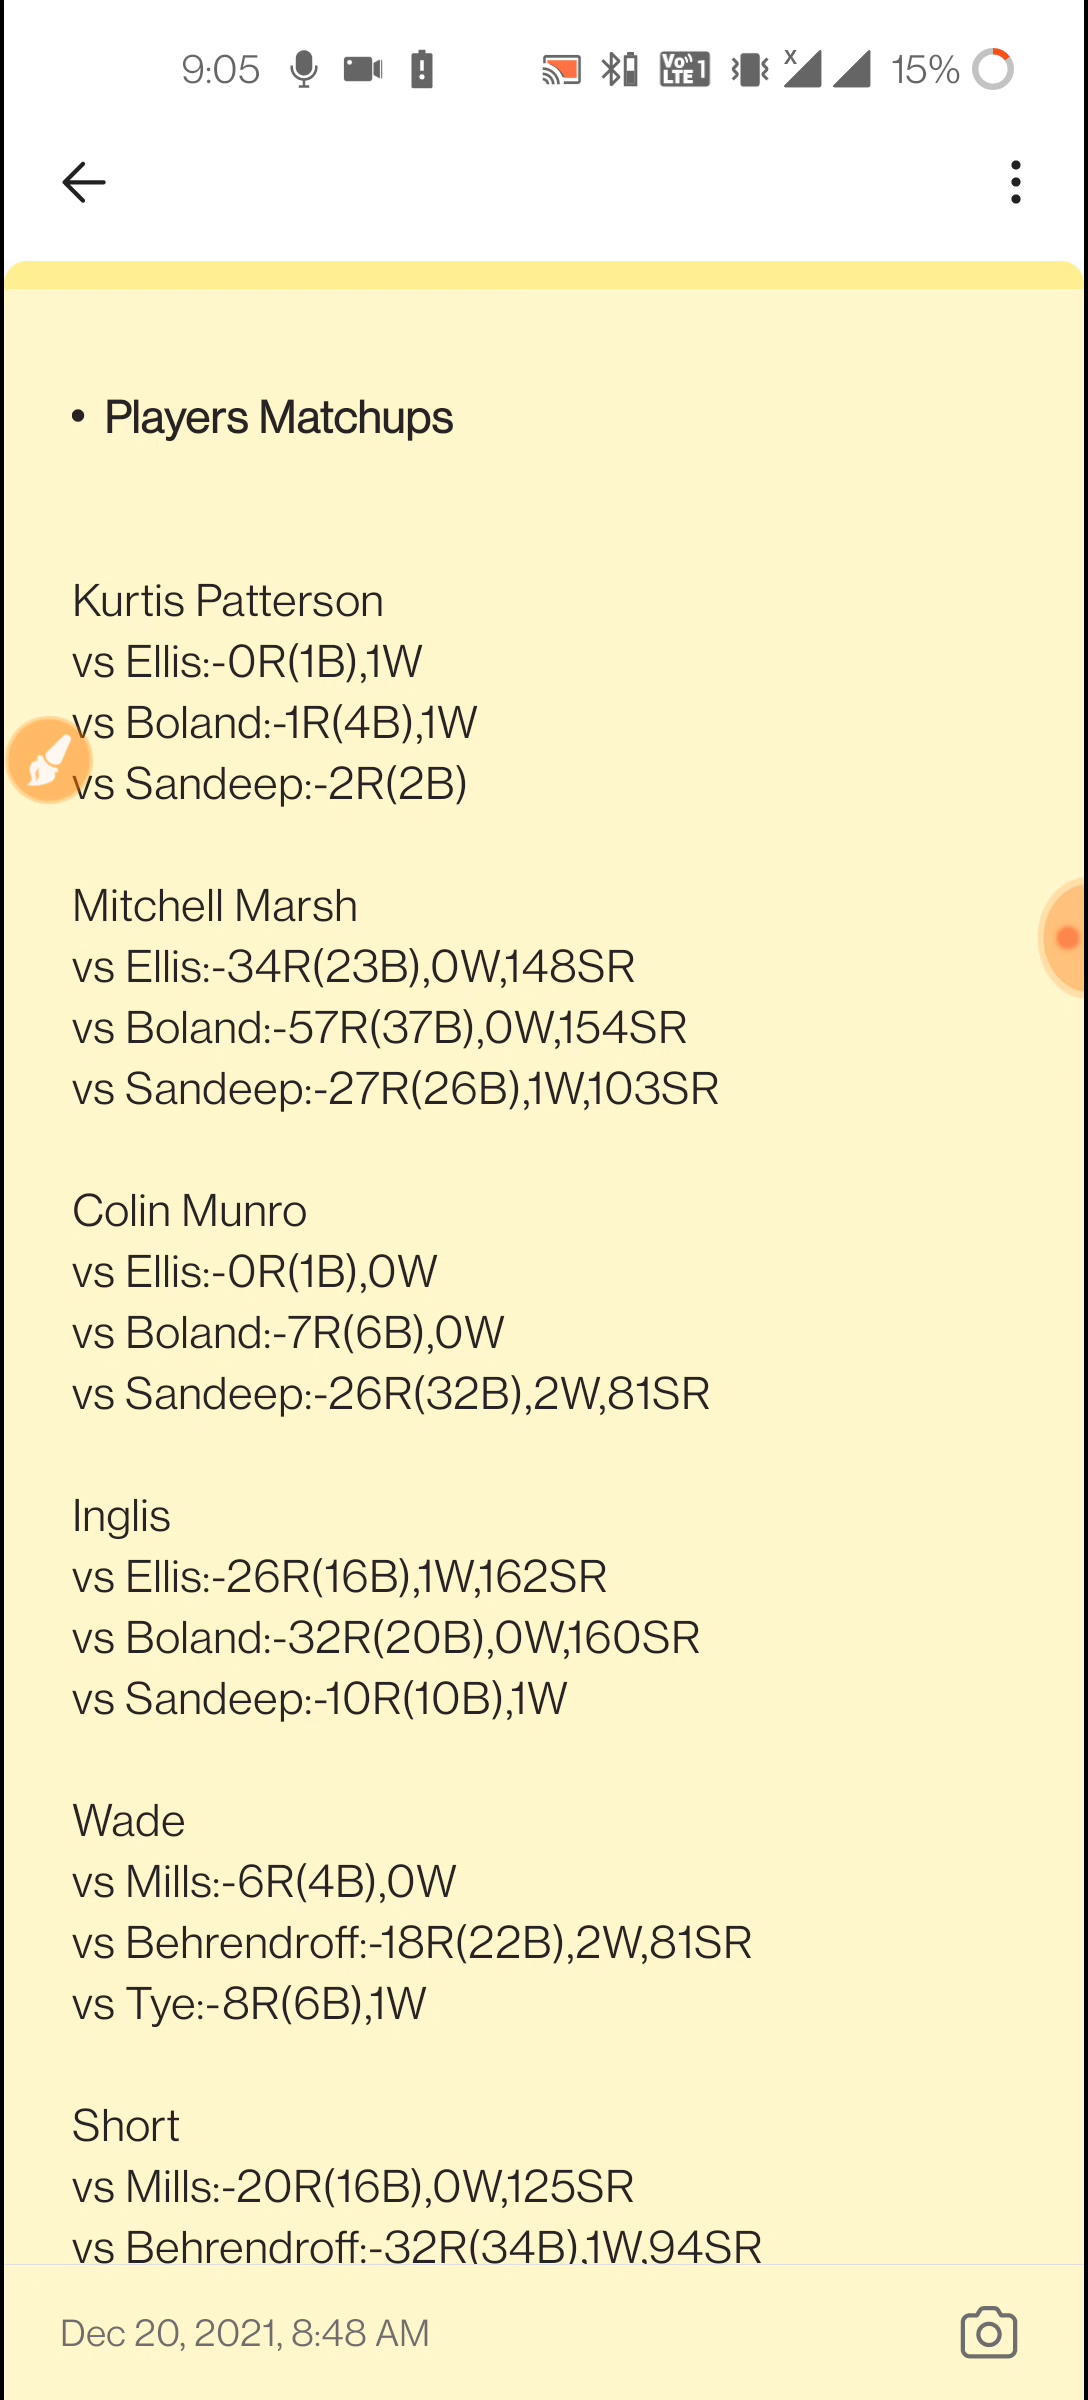 9:05 Vo)) LTE 1 x 15%
• Players Matchups
Kurtis Patterson
vs Ellis:-0R(1B),1W
vs Boland:-1R(4B),1W
vs Sandeep:-2R(2B)
Mitchell Marsh
vs Ellis:-34R(23B),0W,148SR
vs Boland:-57R(37B),0W,154SR
vs Sandeep:-27R(26B),1W,103SR
Colin Munro
vs Ellis:-0R(1B),0W
vs Boland:-7R(6B),0W
vs Sandeep:-26R(32B),2W,81SR
Inglis
vs Ellis:-26R(16B),1W,162SR
vs Boland:-32R(20B),0W,160SR
vs Sandeep:-10R(10B),1W
Wade
vs Mills:-6R(4B),0W
vs Behrendroff:-18R(22B),2W,81SR
vs Tye:-8R(6B),1W
Short
vs Mills:-20R(16B),0W,125SR
vs Behrendroff:-32R(34B),1W,94SR
Dec 20, 2021, 8:48 AM